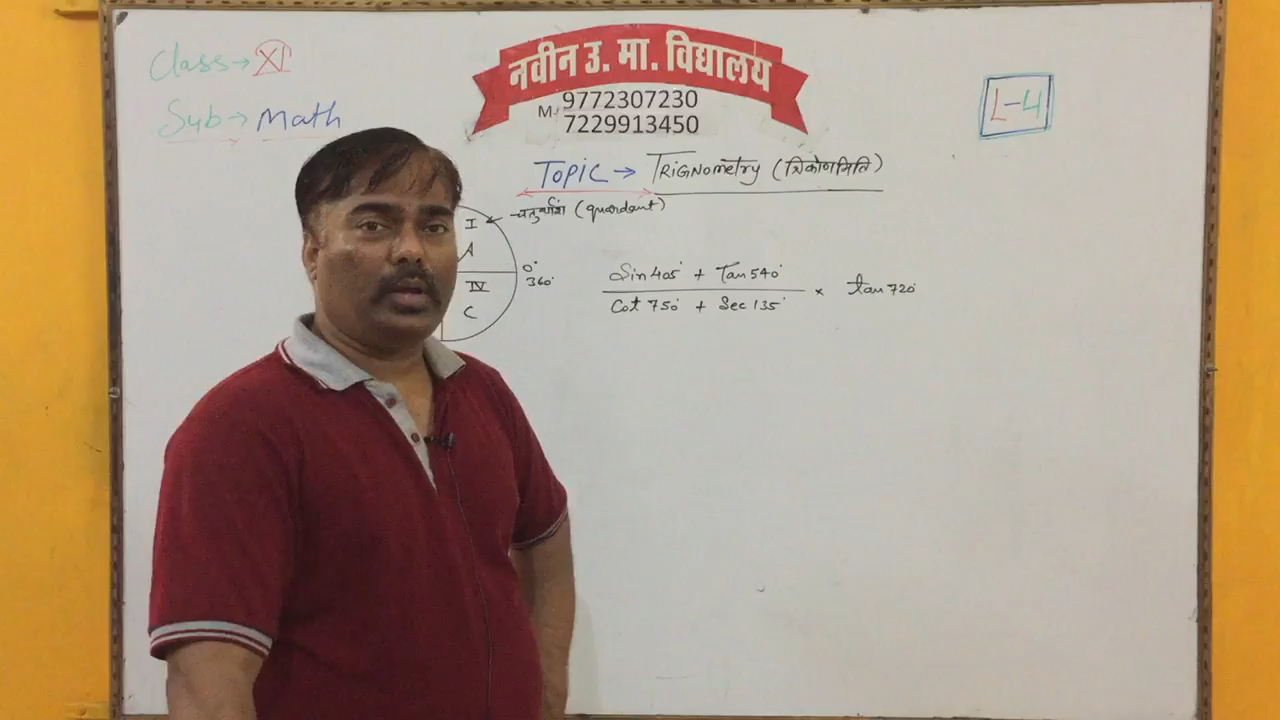 Class→ XI
Sub→ Math
नवीन उ. मा. विद्यालय
M. 9772307230
7229913450
L-4
TOPIC → TRIGNOMETRY (त्रिकोणमिति)
चतुर्थांश (quardant)
I
A
0°
360°
IV
C
Sin 405° + Tan 540°
Cot 750° + Sec 135°
× tan 720°